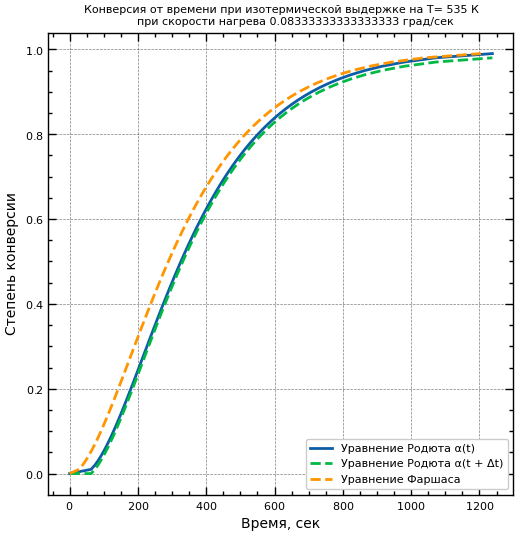 Конверсия от времени при изотермической выдержке на T= 535 К
при скорости нагрева 0.08333333333333333 град/сек
1.0
0.8
0.6
0.4
0.2
0.0
Степень конверсии
Уравнение Родюта α(t)
Уравнение Родюта α(t + Δt)
Уравнение Фаршаса
0 200 400 600 800 1000 1200
Время, сек